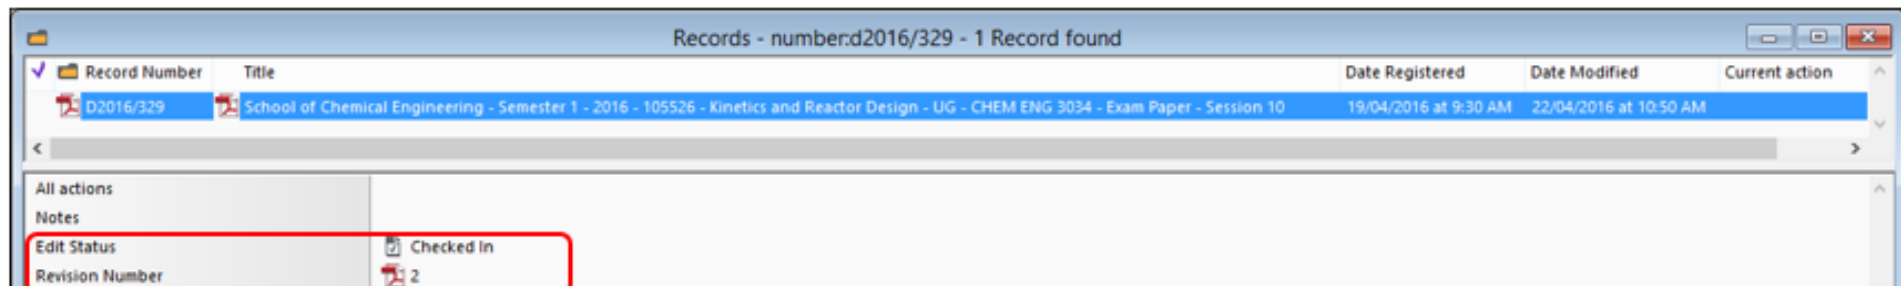 Records - number:d2016/329 - 1 Record found
Record Number Title Date Registered Date Modified Current action
D2016/329 School of Chemical Engineering - Semester 1 - 2016 - 105526 - Kinetics and Reactor Design - UG - CHEM ENG 3034 - Exam Paper - Session 10 19/04/2016 at 9:30 AM 22/04/2016 at 10:50 AM
All actions
Notes
Edit Status Checked In
Revision Number 2